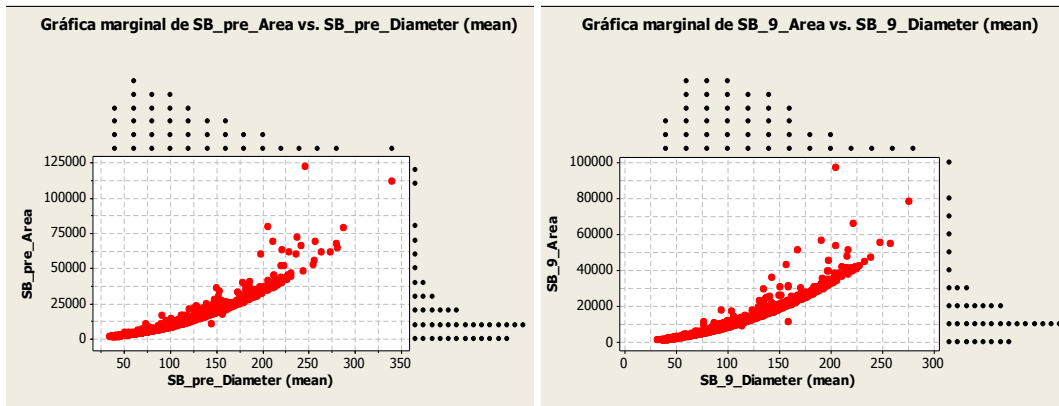 Gráfica marginal de SB_pre_Area vs. SB_pre_Diameter (mean)
125000
100000
75000
50000
25000
0
SB_pre_Area
50 100 150 200 250 300 350
SB_pre_Diameter (mean)
Gráfica marginal de SB_9_Area vs. SB_9_Diameter (mean)
100000
80000
60000
40000
20000
0
SB_9_Area
0 50 100 150 200 250 300
SB_9_Diameter (mean)